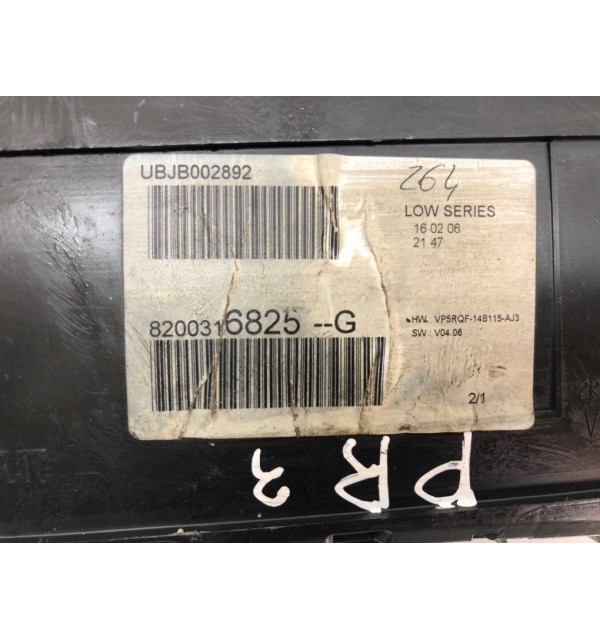 UBJB002892
264
LOW SERIES
16 02 06
21 47
8200316825 --G
HW : VP5RQF-14B115-AJ3
SW : V04.06
2/1
PR3